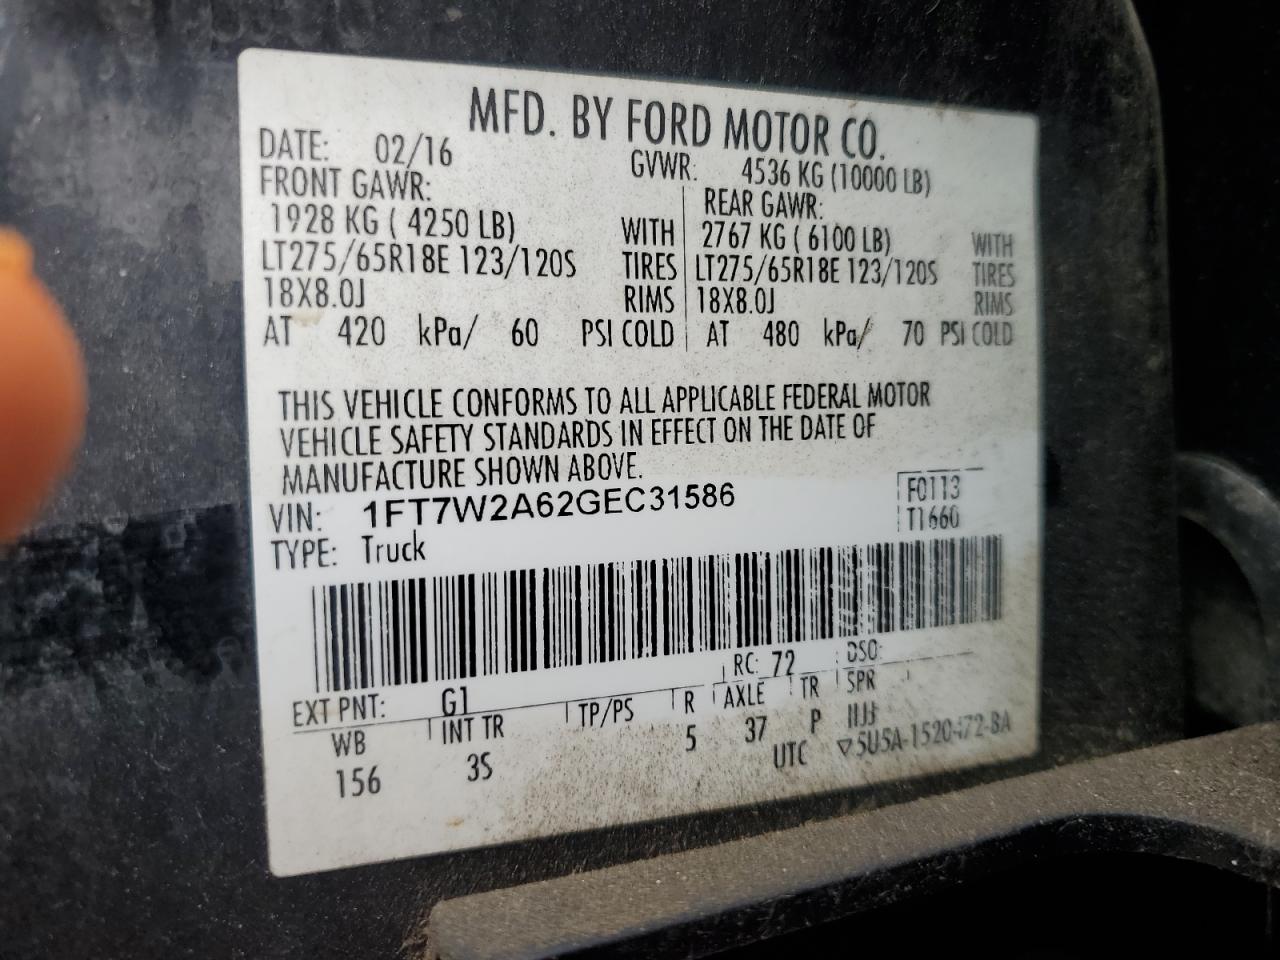 MFD. BY FORD MOTOR CO.
DATE: 02/16 GVWR: 4536 KG (10000 LB)
FRONT GAWR: REAR GAWR:
1928 KG ( 4250 LB) WITH 2767 KG ( 6100 LB) WITH
LT275/65R18E 123/120S TIRES LT275/65R18E 123/120S TIRES
18X8.0J RIMS 18X8.0J RIMS
AT 420 kPa/ 60 PSI COLD AT 480 kPa/ 70 PSI COLD
THIS VEHICLE CONFORMS TO ALL APPLICABLE FEDERAL MOTOR
VEHICLE SAFETY STANDARDS IN EFFECT ON THE DATE OF
MANUFACTURE SHOWN ABOVE.
VIN: 1FT7W2A62GEC31586 F0113
TYPE: Truck T1660
EXT PNT: G1 RC: 72 DSO:
WB INT TR TP/PS R AXLE TR SPR
156 3S 5 37 P
UTC